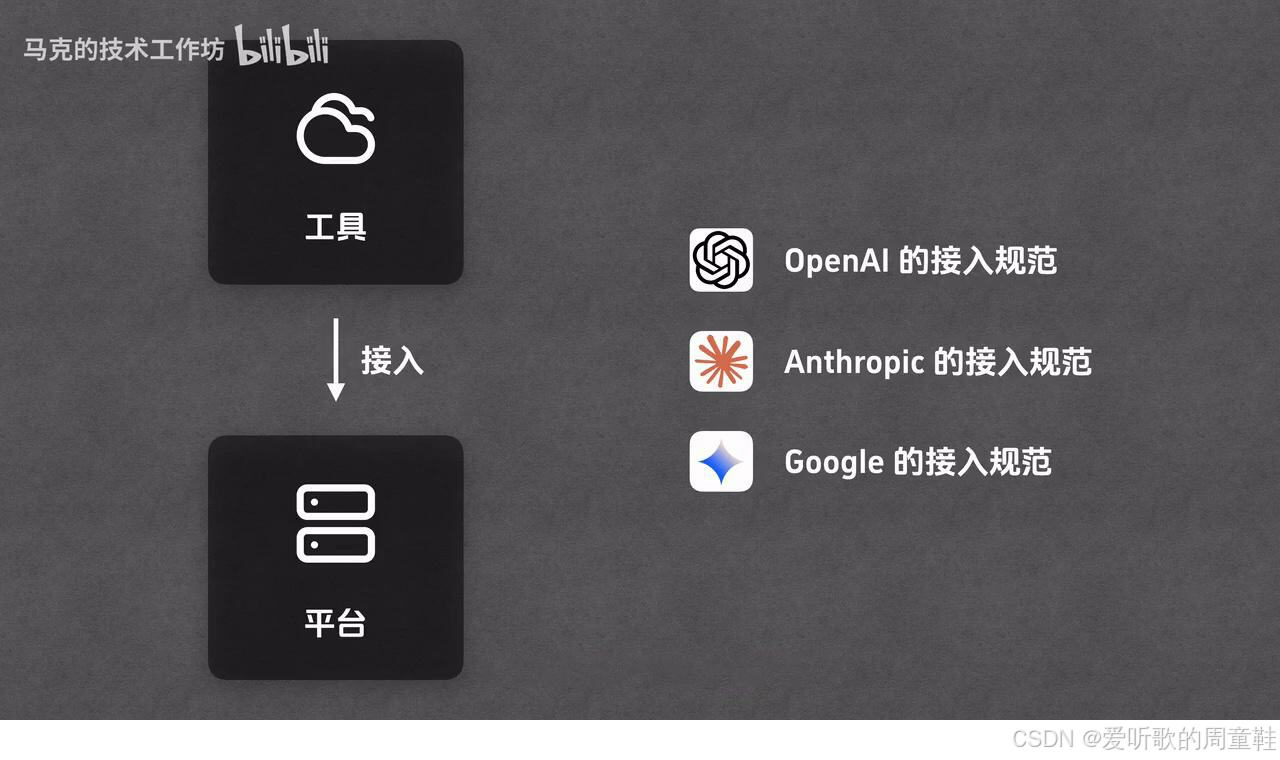 马克的技术工作坊 bilibili
工具
接入
平台
OpenAI 的接入规范
Anthropic 的接入规范
Google 的接入规范
CSDN @爱听歌的周童鞋